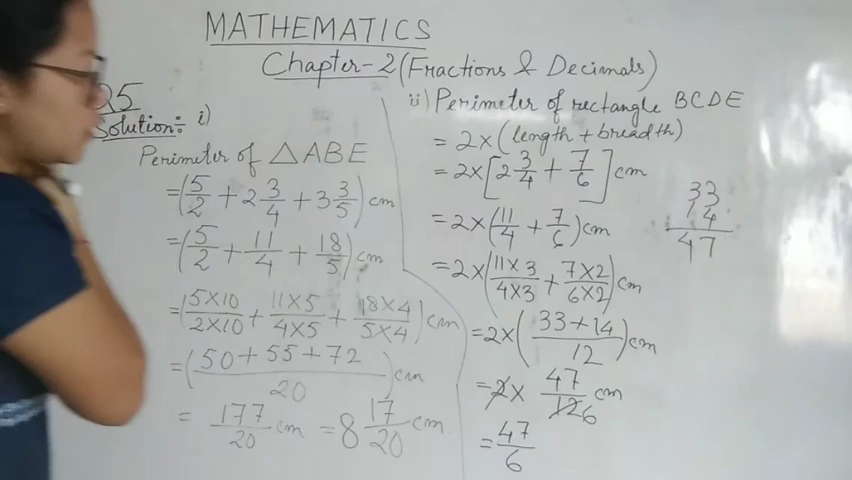 MATHEMATICS
Chapter-2 (Fractions & Decimals)
Q5
Solution:- i)
Perimeter of △ABE
= (5/2 + 2 3/4 + 3 3/5) cm
= (5/2 + 11/4 + 18/5) cm
= (5×10/2×10 + 11×5/4×5 + 18×4/5×4) cm
= (50+55+72/20) cm
= 177/20 cm = 8 17/20 cm
ii) Perimeter of rectangle BCDE
= 2×(length+breadth)
= 2×[2 3/4 + 7/6] cm
= 2×(11/4 + 7/6) cm
= 2×(11×3/4×3 + 7×2/6×2) cm
= 2×(33+14/12) cm
= 2× 47/12 6 cm
= 47/6
33
14
47